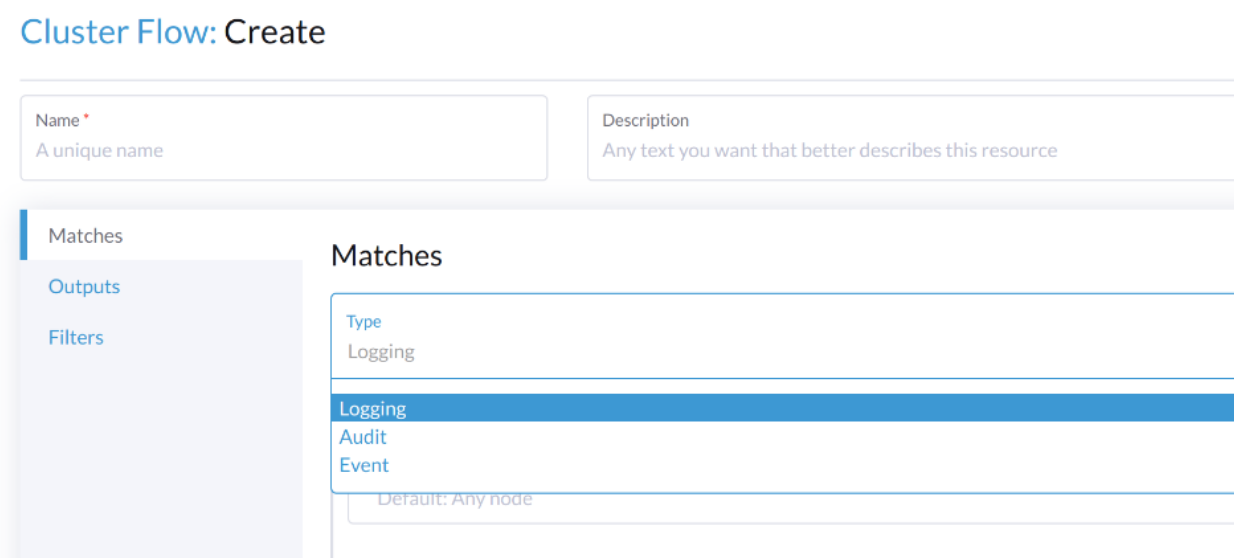 Cluster Flow: Create
Name *
A unique name
Description
Any text you want that better describes this resource
Matches
Outputs
Filters
Matches
Type
Logging
Logging
Audit
Event
Default: Any node